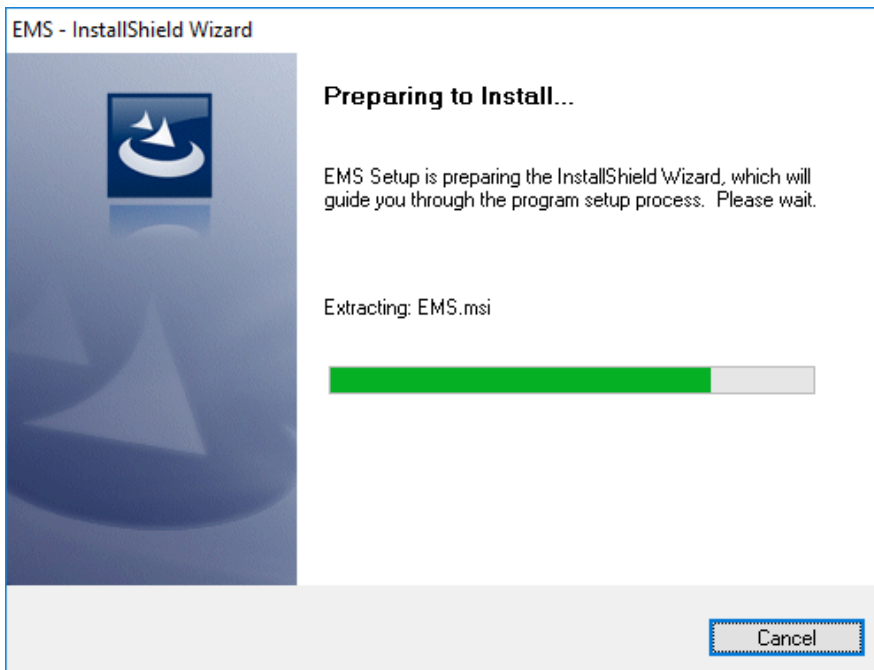 EMS - InstallShield Wizard
Preparing to Install...
EMS Setup is preparing the InstallShield Wizard, which will
guide you through the program setup process.  Please wait.
Extracting: EMS.msi
Cancel